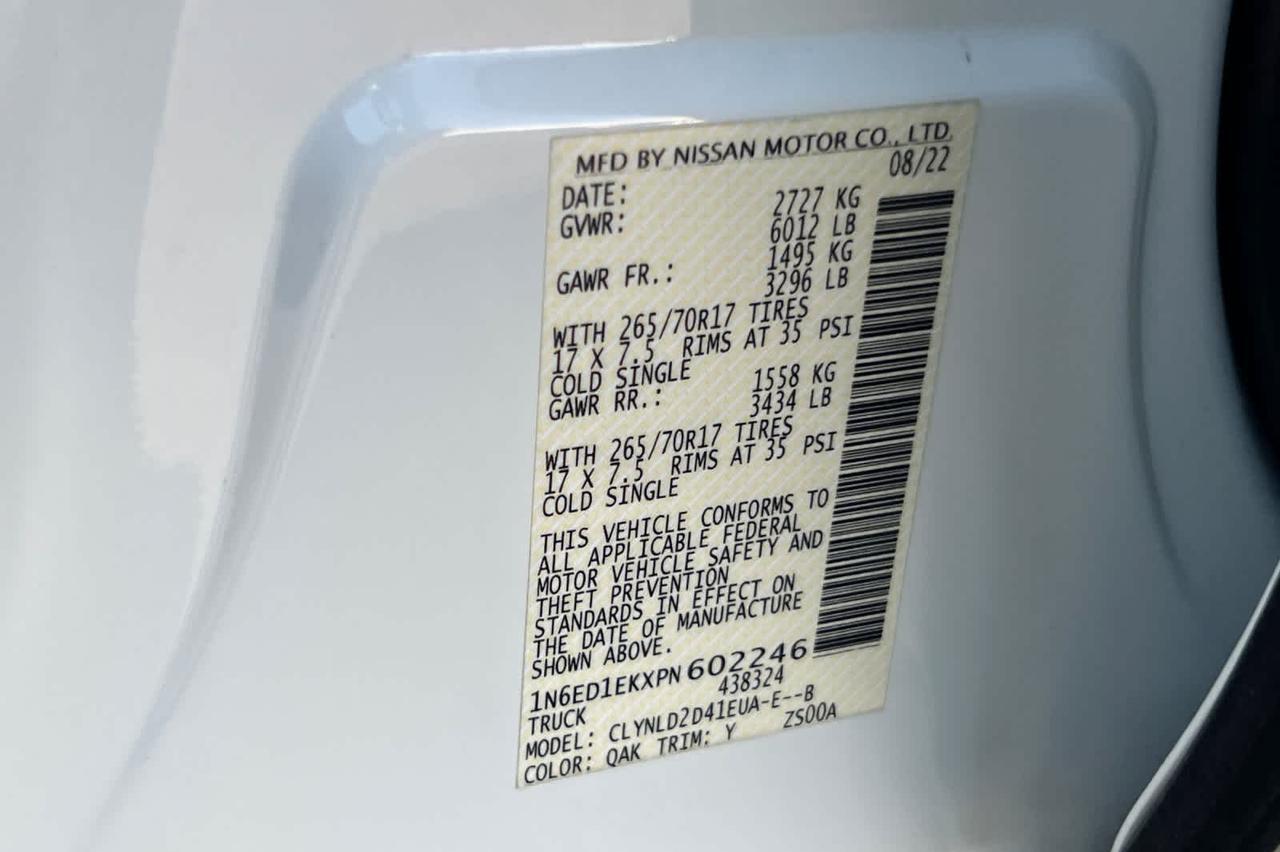 MFD BY NISSAN MOTOR CO., LTD.
DATE: 08/22
GVWR: 2727 KG
6012 LB
GAWR FR.: 1495 KG
3296 LB
WITH 265/70R17 TIRES
17 X 7.5 RIMS AT 35 PSI
COLD SINGLE
GAWR RR.: 1558 KG
3434 LB
WITH 265/70R17 TIRES
17 X 7.5 RIMS AT 35 PSI
COLD SINGLE
THIS VEHICLE CONFORMS TO
ALL APPLICABLE FEDERAL
MOTOR VEHICLE SAFETY AND
THEFT PREVENTION
STANDARDS IN EFFECT ON
THE DATE OF MANUFACTURE
SHOWN ABOVE.
1N6ED1EKXPN602246
TRUCK 438324
MODEL: CLYNLD2D41EUA-E--B
COLOR: QAK TRIM: Y ZS00A